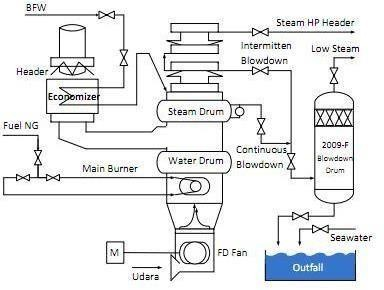 BFW
Steam HP Header
Intermitten
Blowdown
Low Steam
Header
Economizer
Steam Drum
Fuel NG
Continuous
Blowdown
2009-F
Blowdown
Drum
Water Drum
Main Burner
M
FD Fan
Udara
Seawater
Outfall